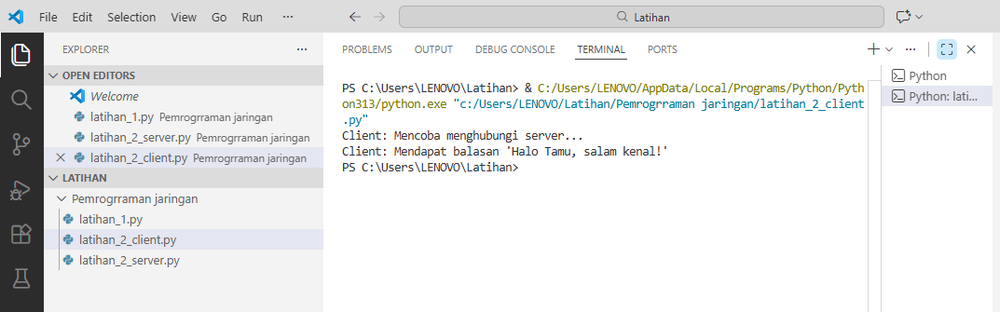 File Edit Selection View Go Run ··· Latihan
EXPLORER ···
OPEN EDITORS
Welcome
latihan_1.py Pemrogrraman jaringan
latihan_2_server.py Pemrogrraman jaringan
latihan_2_client.py Pemrogrraman jaringan
LATIHAN
Pemrogrraman jaringan
latihan_1.py
latihan_2_client.py
latihan_2_server.py
PROBLEMS OUTPUT DEBUG CONSOLE TERMINAL PORTS ···
PS C:\Users\LENOVO\Latihan> & C:/Users/LENOVO/AppData/Local/Programs/Python/Pyth
on313/python.exe "c:/Users/LENOVO/Latihan/Pemrogrraman jaringan/latihan_2_client
.py"
Client: Mencoba menghubungi server...
Client: Mendapat balasan 'Halo Tamu, salam kenal!'
PS C:\Users\LENOVO\Latihan>
Python
Python: lati...